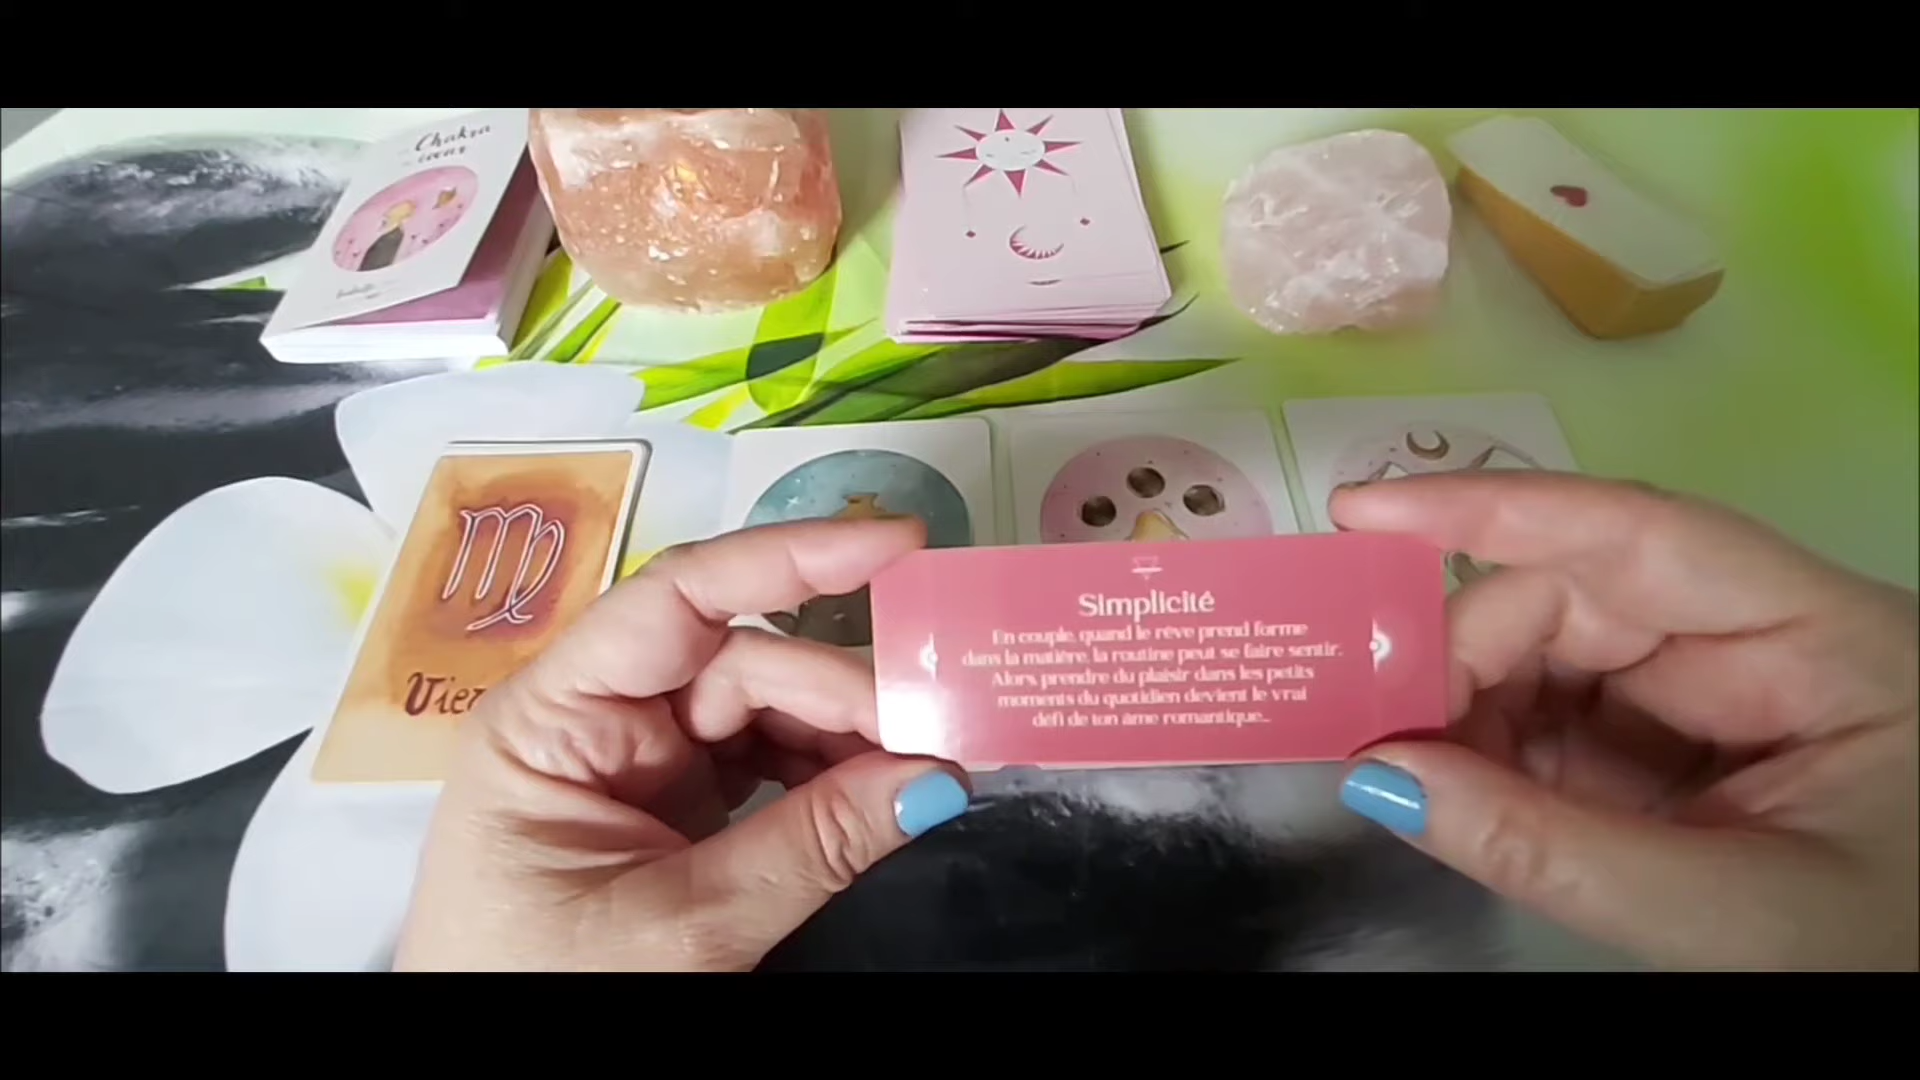 Chakra
cœur
Simplicité
En couple, quand le rêve prend forme
dans la matière, la routine peut se faire sentir.
Alors, prendre du plaisir dans les petits
moments du quotidien devient le vrai
défi de ton âme romantique...
Vier